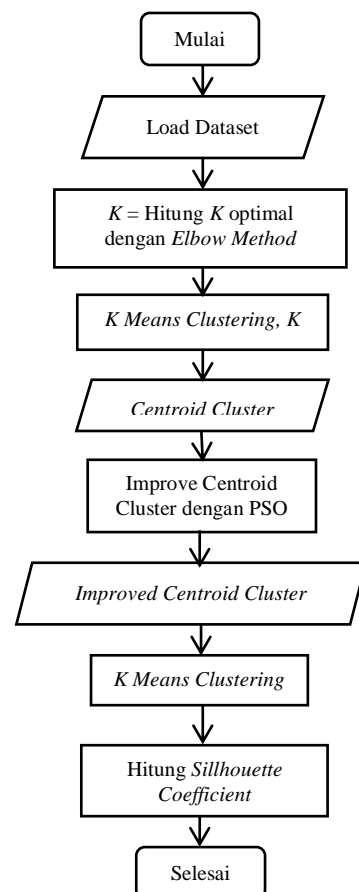 Mulai
Load Dataset
K = Hitung K optimal
dengan Elbow Method
K Means Clustering, K
Centroid Cluster
Improve Centroid
Cluster dengan PSO
Improved Centroid Cluster
K Means Clustering
Hitung Sillhouette
Coefficient
Selesai